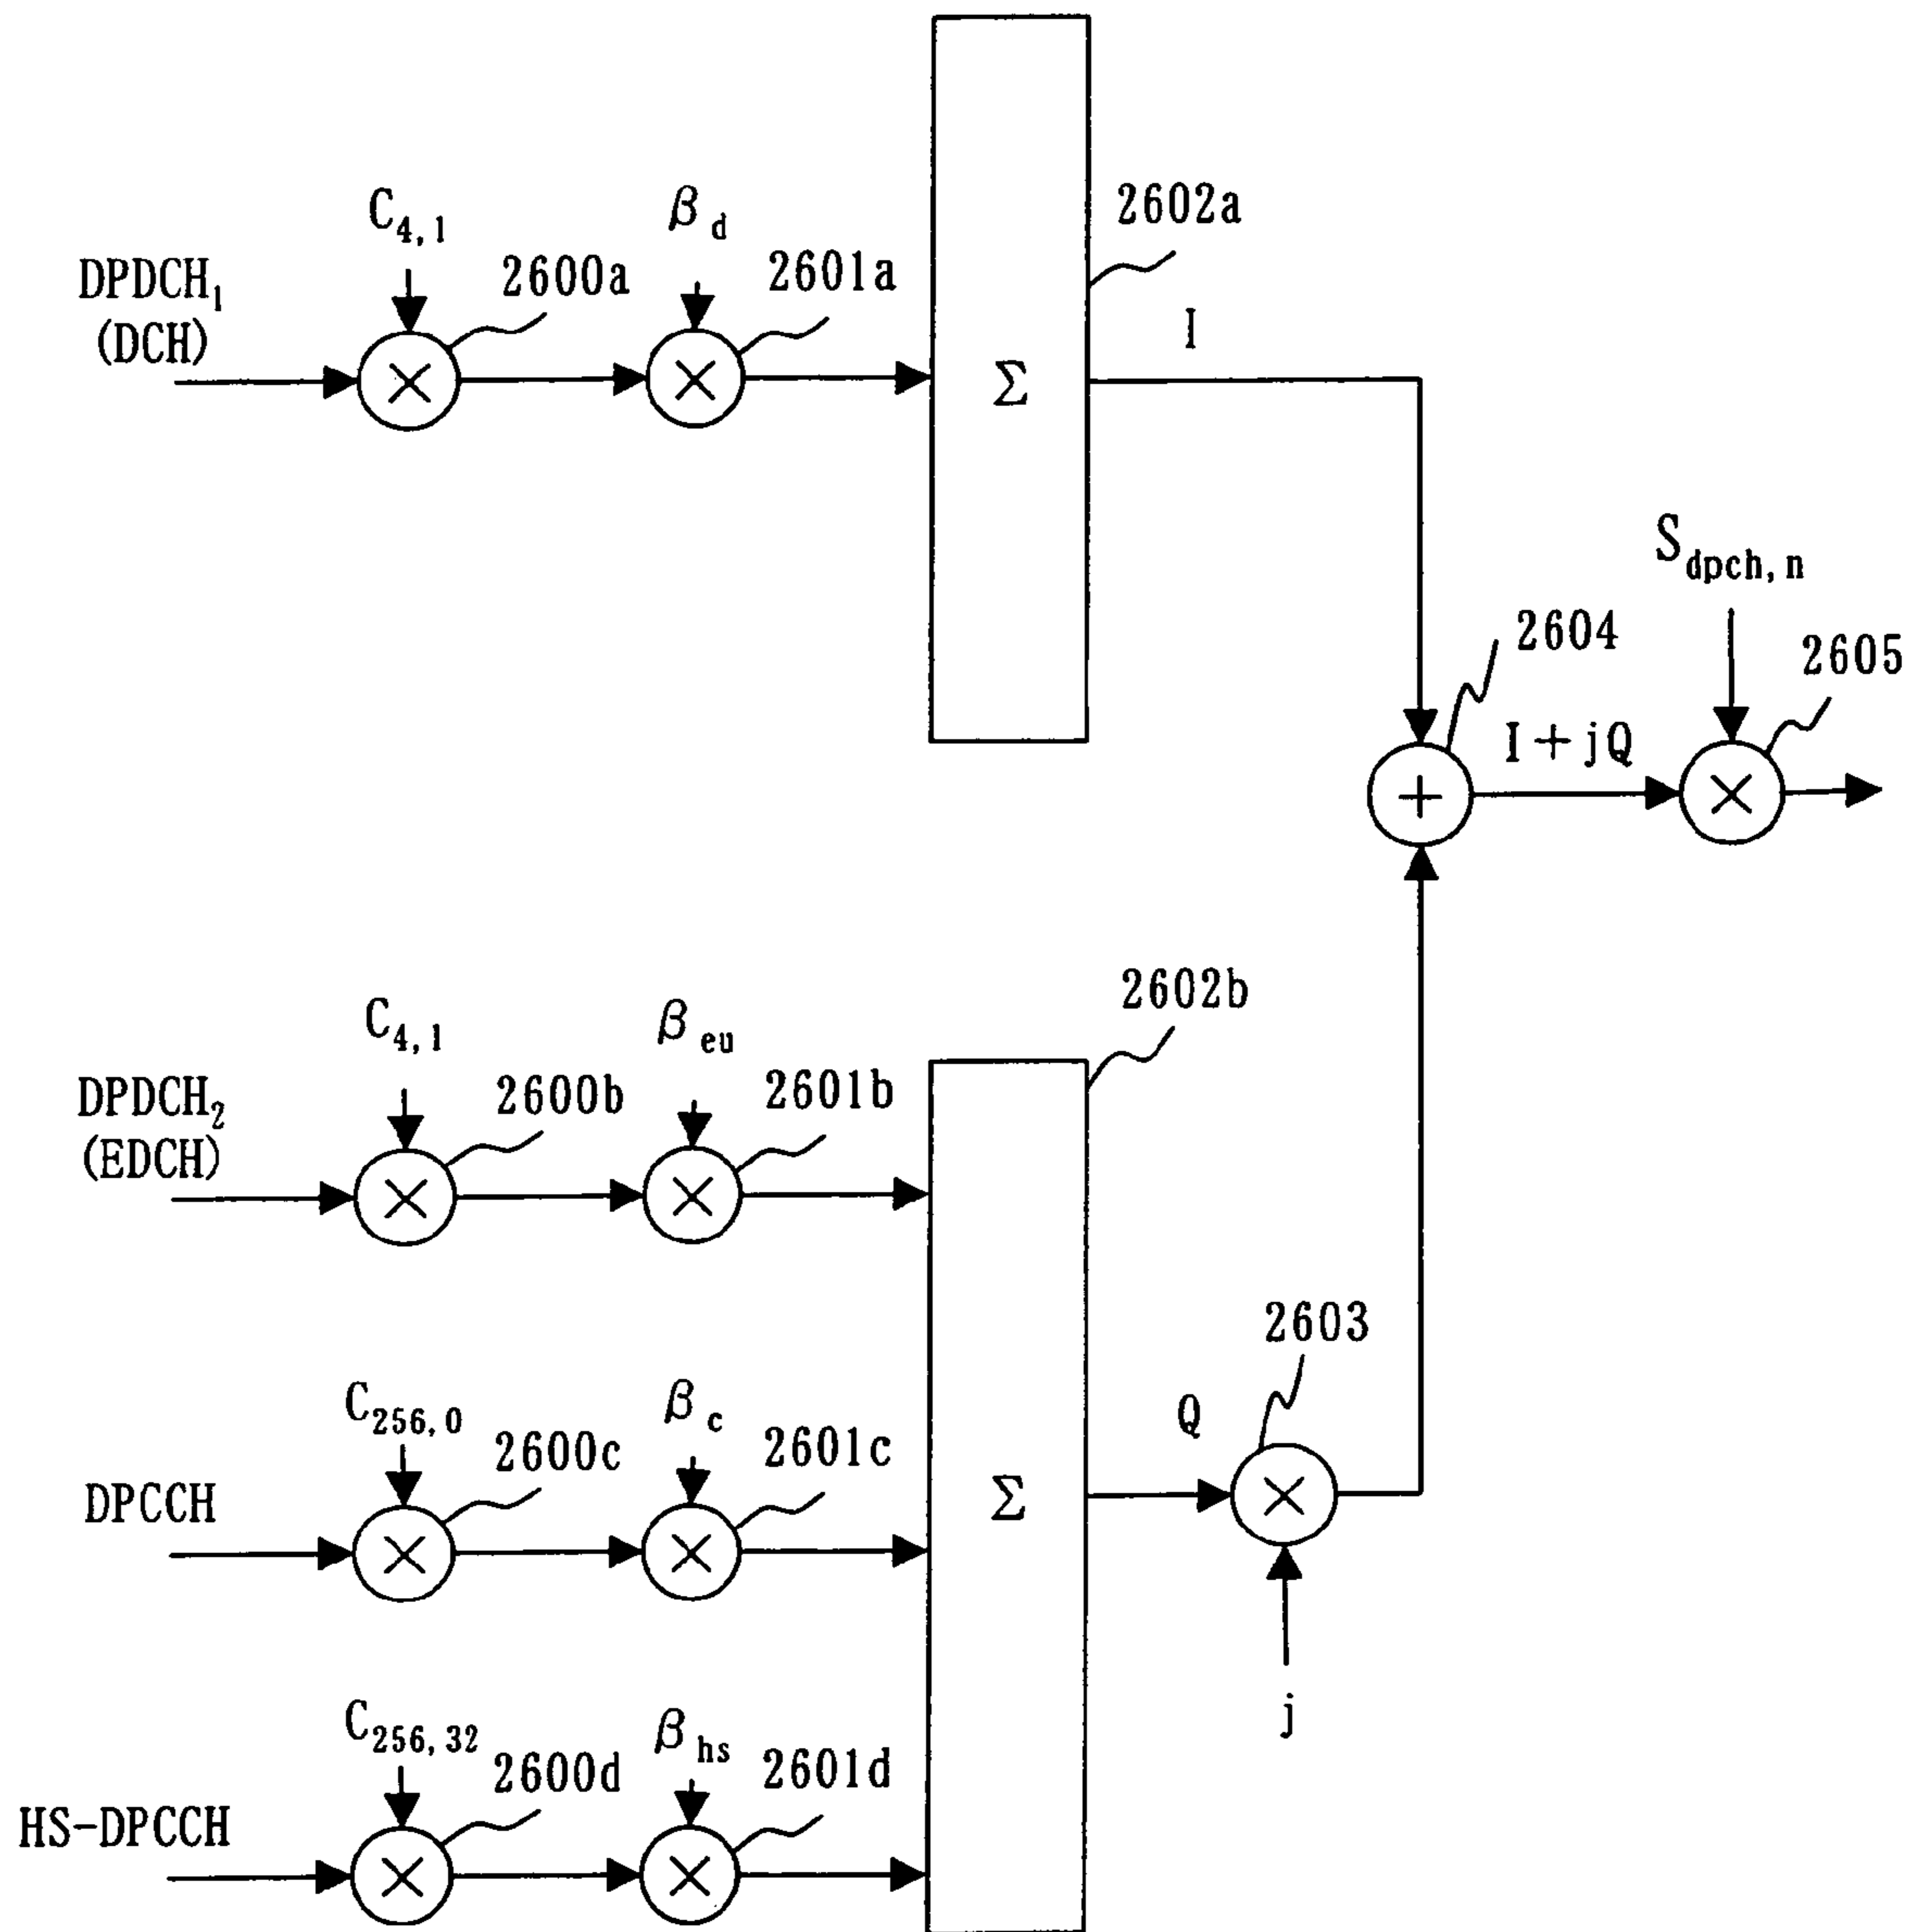 C4,1
βd
2602a
DPDCH1
(DCH)
2600a
2601a
I
Σ
Sdpch,n
2604
2605
I+jQ
+
×
C4,1
βeu
2602b
DPDCH2
(EDCH)
2600b
2601b
2603
C256,0
βc
Q
DPCCH
2600c
2601c
Σ
j
C256,32
βhs
HS-DPCCH
2600d
2601d